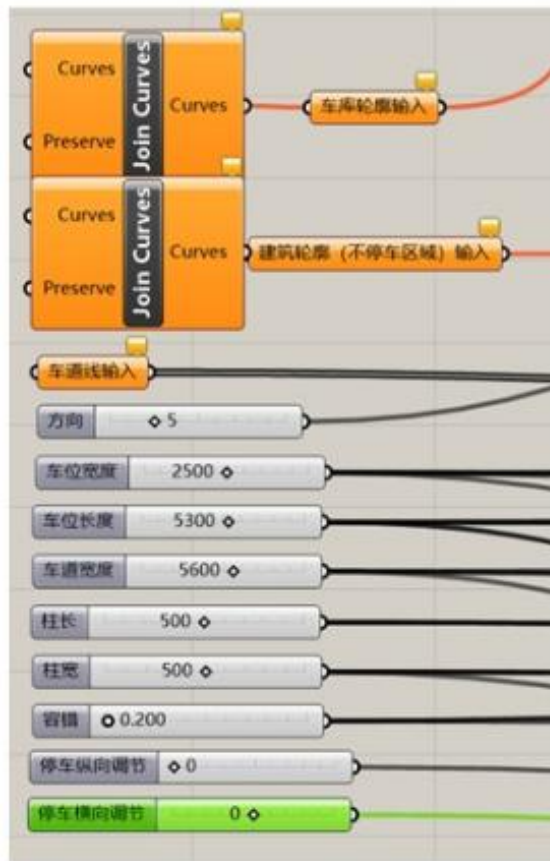 Curves
Preserve
Join Curves
Curves
车库轮廓输入
Curves
Preserve
Join Curves
Curves
建筑轮廓（不停车区域）输入
车道线输入
方向 5
车位宽度 2500
车位长度 5300
车道宽度 5600
柱长 500
柱宽 500
容错 0.200
停车纵向调节 0
停车横向调节 0